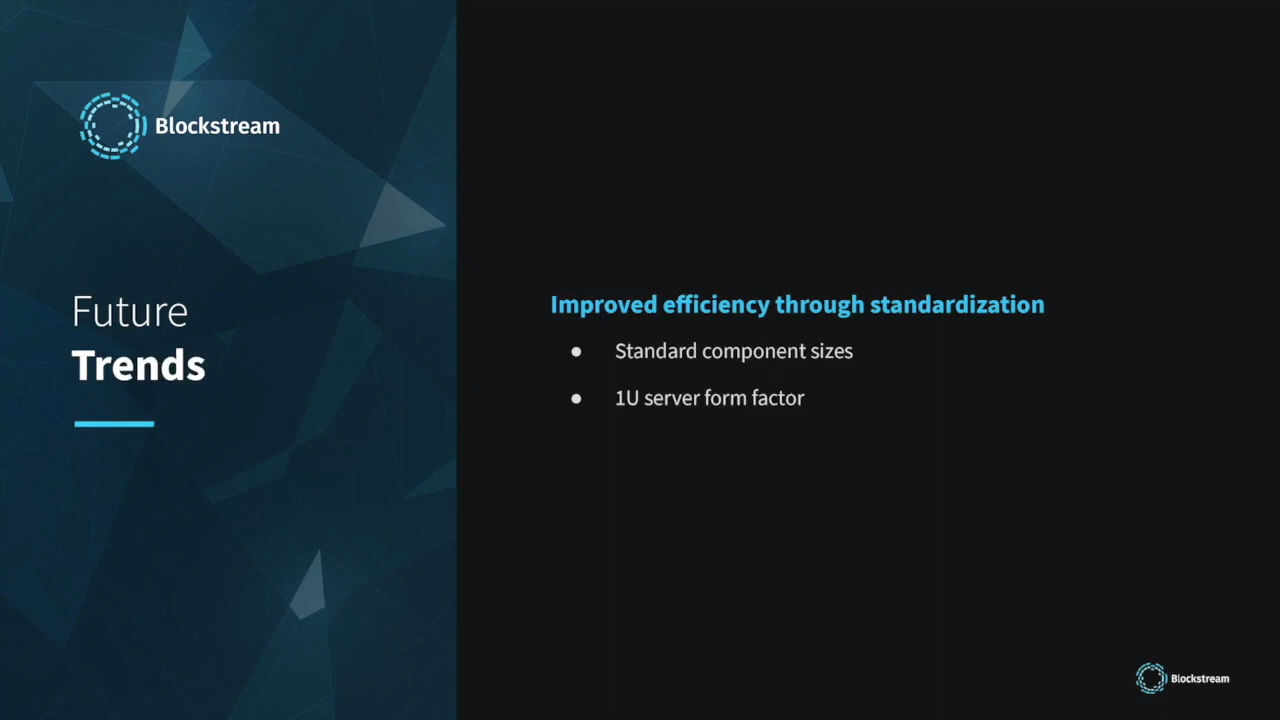 Blockstream
Future
Trends
Improved efficiency through standardization
● Standard component sizes
● 1U server form factor
Blockstream